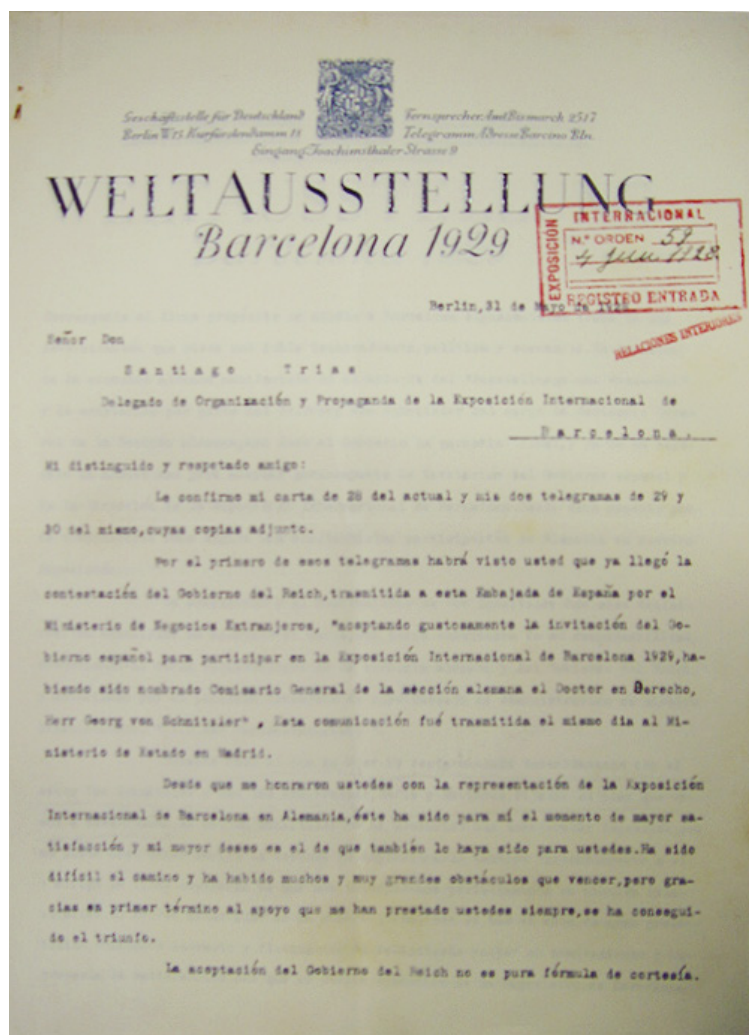 Geschäftsstelle für Deutschland
Berlin W15 Kurfürstendamm 11
Fernsprecher: Amt Bismarck 2517
Telegramm Adresse Barcino Bln.
Eingang Joachimsthaler Strasse 9
WELTAUSSTELLUNG
Barcelona 1929
EXPOSICIÓN
INTERNACIONAL
N.º ORDEN 59
REGISTRO ENTRADA
RELACIONES INTERIORES
Berlin, 31 de Mayo de 1928
Señor Don
Santiago Trias
Delegado de Organización y Propaganda de la Exposición Internacional de
Barcelona.
Mi distinguido y respetado amigo:
Le confirmo mi carta de 28 del actual y mis dos telegramas de 29 y
30 del mismo,cuyas copias adjunto.
Por el primero de esos telegramas habrá visto usted que ya llegó la
contestación del Gobierno del Reich,trasmitida a esta Embajada de España por el
Ministerio de Negocios Extranjeros, "aceptando gustosamente la invitación del Go-
bierno español para participar en la Exposición Internacional de Barcelona 1929,ha-
biendo sido nombrado Comisario General de la sección alemana el Doctor en Derecho,
Herr Georg von Schnitzler" , Esta comunicación fué trasmitida el mismo dia al Mi-
nisterio de Estado en Madrid.
Desde que me honraron ustedes con la representación de la Exposición
Internacional de Barcelona en Alemania,éste ha sido para mí el momento de mayor sa-
tisfacción y mi mayor deseo es el de que también lo haya sido para ustedes.Ha sido
difícil el camino y ha habido muchos y muy grandes obstáculos que vencer,pero gra-
cias en primer término al apoyo que me han prestado ustedes siempre,se ha consegui-
do el triunfo.
La aceptación del Gobierno del Reich no es pura fórmula de cortesía.